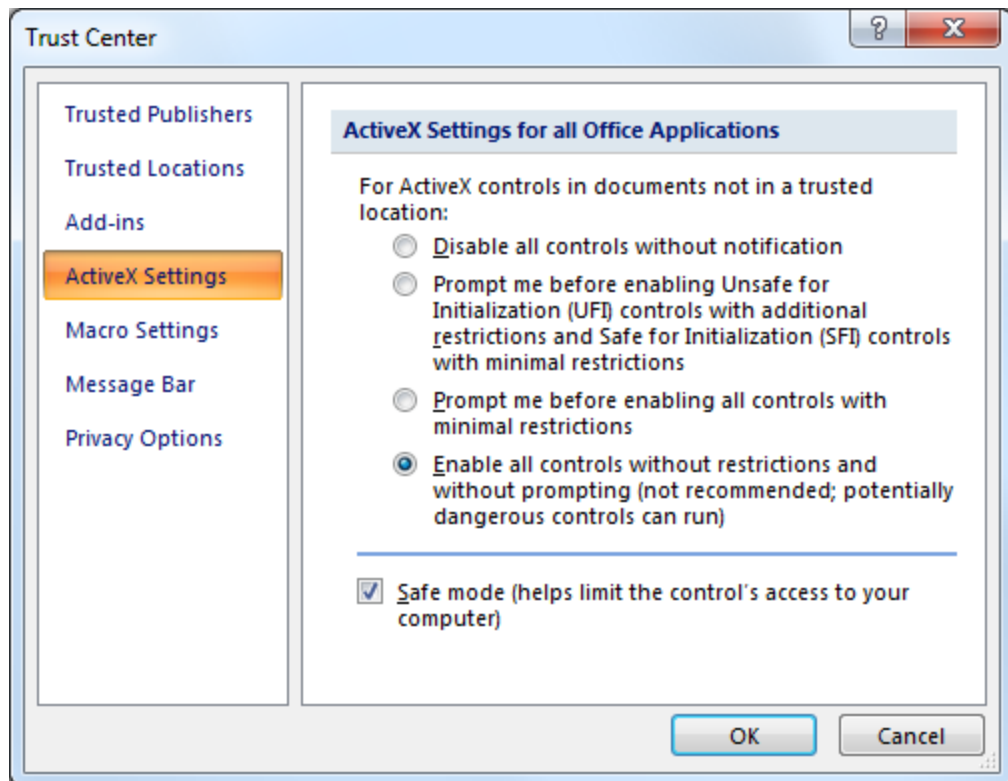 Trust Center
Trusted Publishers
Trusted Locations
Add-ins
ActiveX Settings
Macro Settings
Message Bar
Privacy Options
ActiveX Settings for all Office Applications
For ActiveX controls in documents not in a trusted
location:
Disable all controls without notification
Prompt me before enabling Unsafe for
Initialization (UFI) controls with additional
restrictions and Safe for Initialization (SFI) controls
with minimal restrictions
Prompt me before enabling all controls with
minimal restrictions
Enable all controls without restrictions and
without prompting (not recommended; potentially
dangerous controls can run)
Safe mode (helps limit the control's access to your
computer)
OK
Cancel